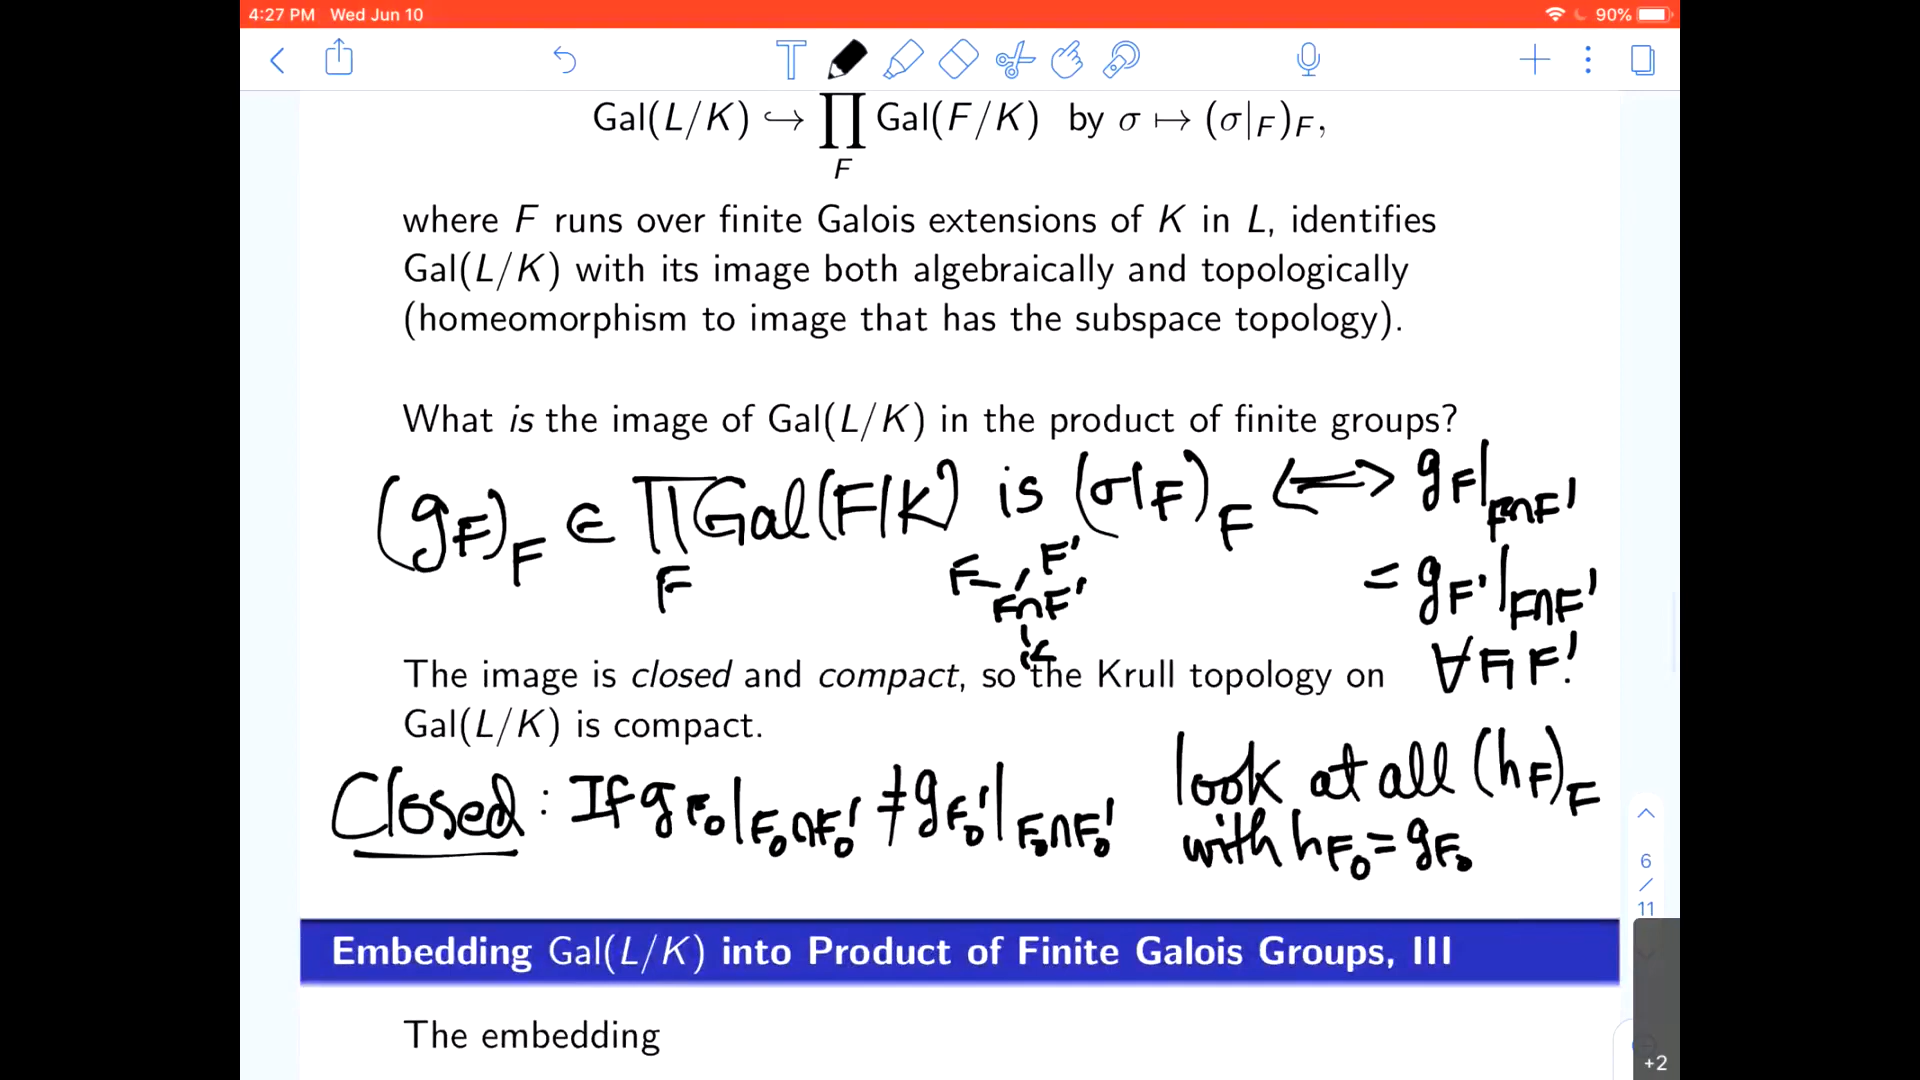 4:27 PM Wed Jun 10 90%
Gal(L/K) ↪ ∏ Gal(F/K) by σ ↦ (σ|_F)_F,
F
where F runs over finite Galois extensions of K in L, identifies
Gal(L/K) with its image both algebraically and topologically
(homeomorphism to image that has the subspace topology).
What is the image of Gal(L/K) in the product of finite groups?
(g_F)_F ∈ ∏ Gal(F/K) is (σ|_F)_F ⟺ g_F|_{F∩F'}
F
F F'
F∩F'
K
= g_{F'}|_{F∩F'}
∀ F, F'.
The image is closed and compact, so the Krull topology on
Gal(L/K) is compact.
Closed: If g_{F_0}|_{F_0∩F_0'} ≠ g_{F_0'}|_{F_0∩F_0'} look at all (h_F)_F
with h_{F_0} = g_{F_0}
6
/
11
Embedding Gal(L/K) into Product of Finite Galois Groups, III
The embedding
+2